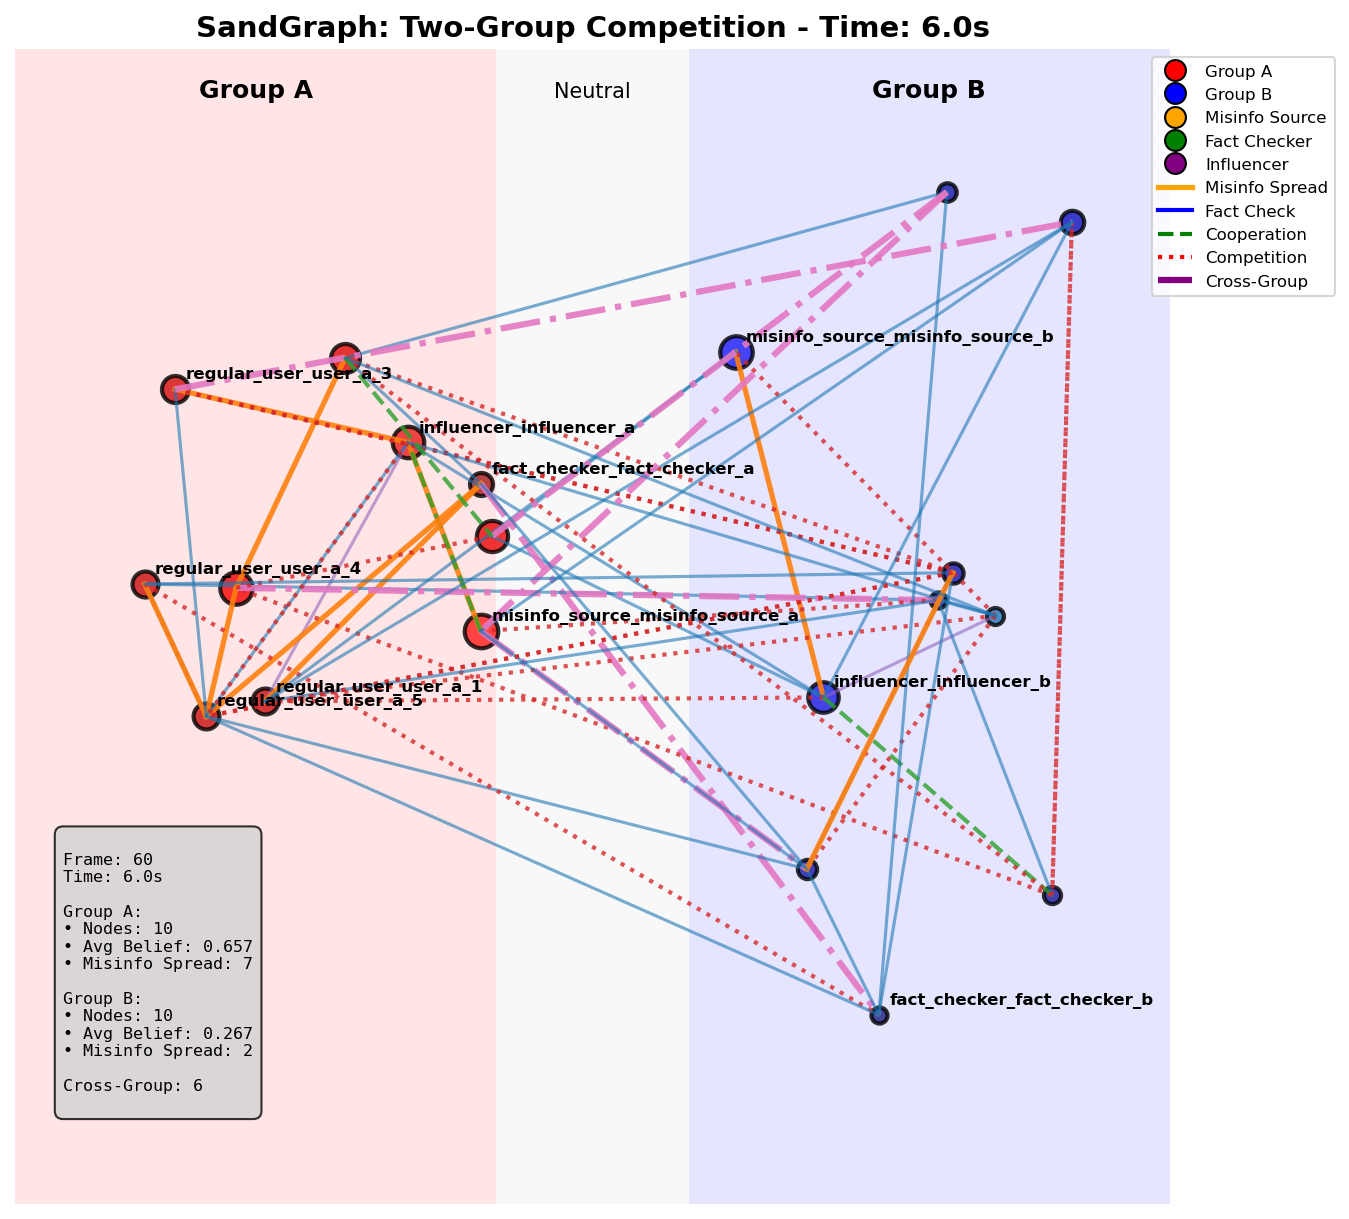 SandGraph: Two-Group Competition - Time: 6.0s
Group A
Neutral
Group B
Group A
Group B
Misinfo Source
Fact Checker
Influencer
Misinfo Spread
Fact Check
Cooperation
Competition
Cross-Group
misinfo_source_misinfo_source_b
regular_user_user_a_3
influencer_influencer_a
fact_checker_fact_checker_a
regular_user_user_a_4
misinfo_source_misinfo_source_a
influencer_influencer_b
regular_user_user_a_1
regular_user_user_a_5
fact_checker_fact_checker_b
Frame: 60
Time: 6.0s
Group A:
• Nodes: 10
• Avg Belief: 0.657
• Misinfo Spread: 7
Group B:
• Nodes: 10
• Avg Belief: 0.267
• Misinfo Spread: 2
Cross-Group: 6